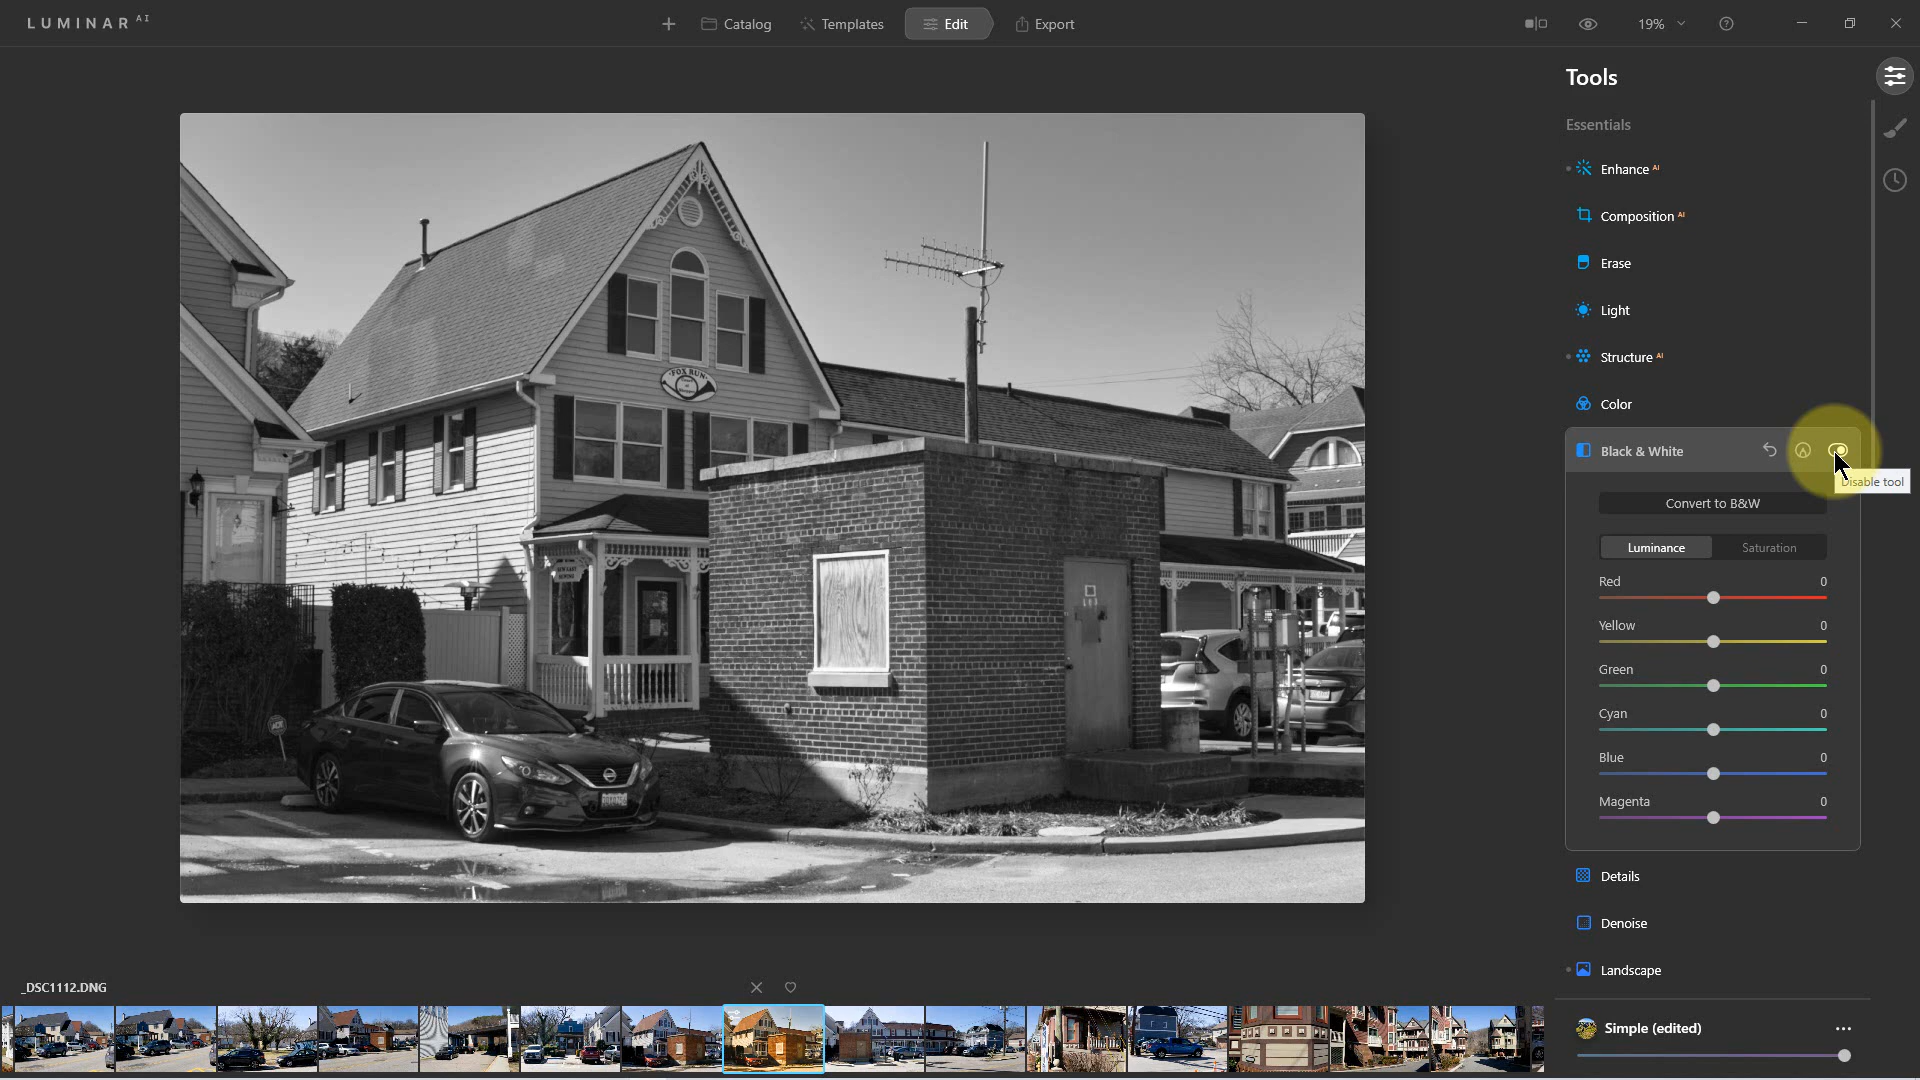 LUMINAR AI
Catalog
Templates
Edit
Export
19%
Tools
Essentials
Enhance AI
Composition AI
Erase
Light
Structure AI
Color
Black & White
Disable tool
Convert to B&W
Luminance
Saturation
Red 0
Yellow 0
Green 0
Cyan 0
Blue 0
Magenta 0
Details
Denoise
Landscape
Simple (edited)
FOX RUN
_DSC1112.DNG